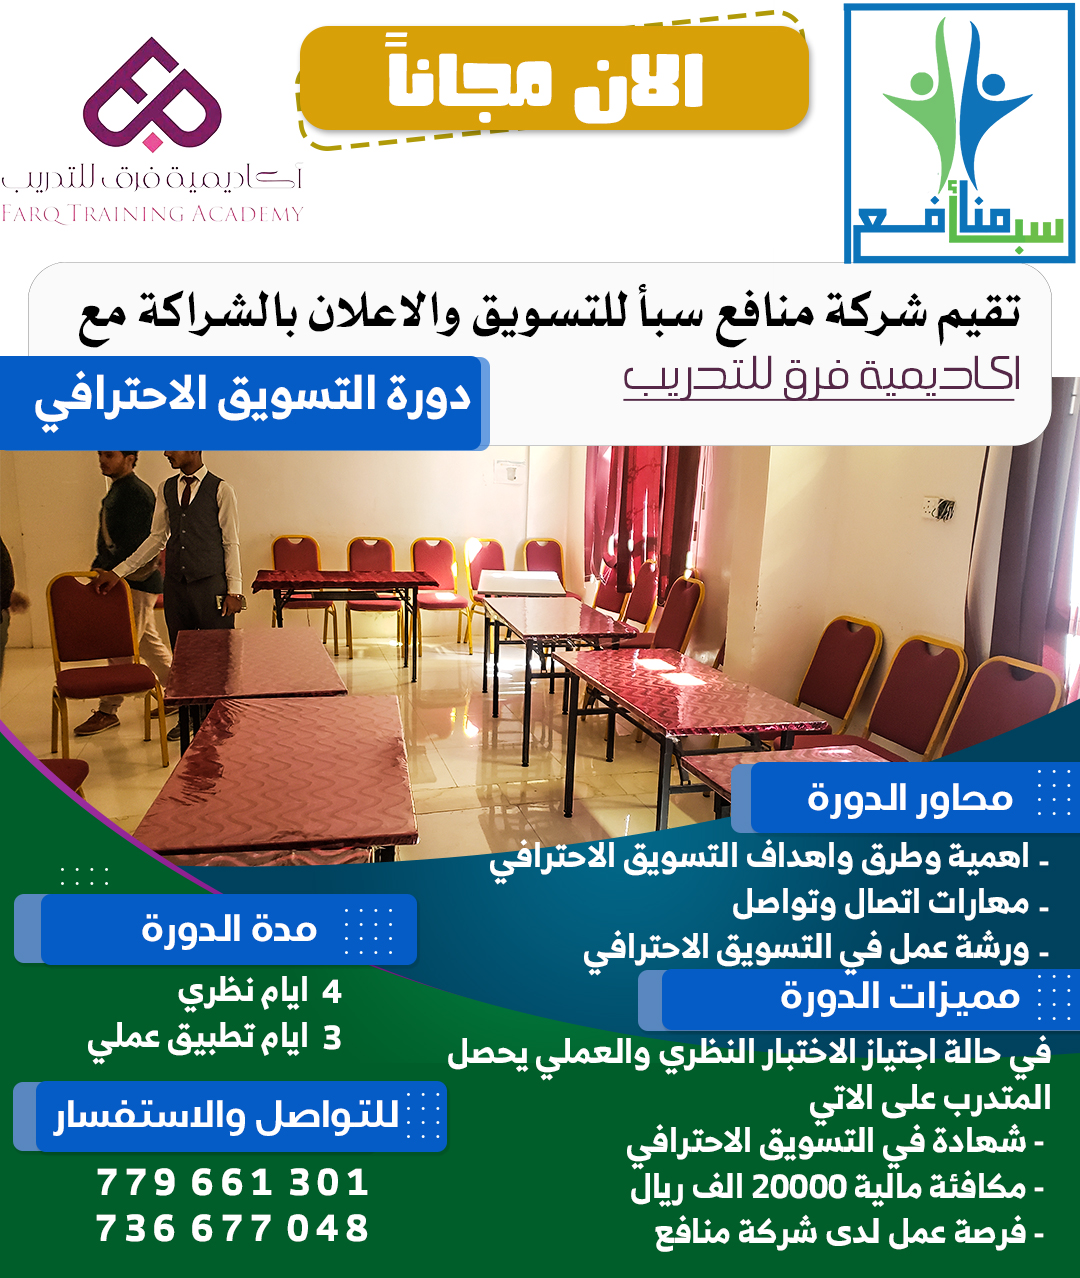 الان مجاناً
أكاديمية فرق للتدريب
FARQ TRAINING ACADEMY
منافع سبأ
تقيم شركة منافع سبأ للتسويق والاعلان بالشراكة مع
اكاديمية فرق للتدريب
دورة التسويق الاحترافي
محاور الدورة
- اهمية وطرق واهداف التسويق الاحترافي
- مهارات اتصال وتواصل
- ورشة عمل في التسويق الاحترافي
مميزات الدورة
في حالة اجتياز الاختبار النظري والعملي يحصل
المتدرب على الاتي
- شهادة في التسويق الاحترافي
- مكافئة مالية 20000 الف ريال
- فرصة عمل لدى شركة منافع
مدة الدورة
4 ايام نظري
3 ايام تطبيق عملي
للتواصل والاستفسار
779 661 301
736 677 048